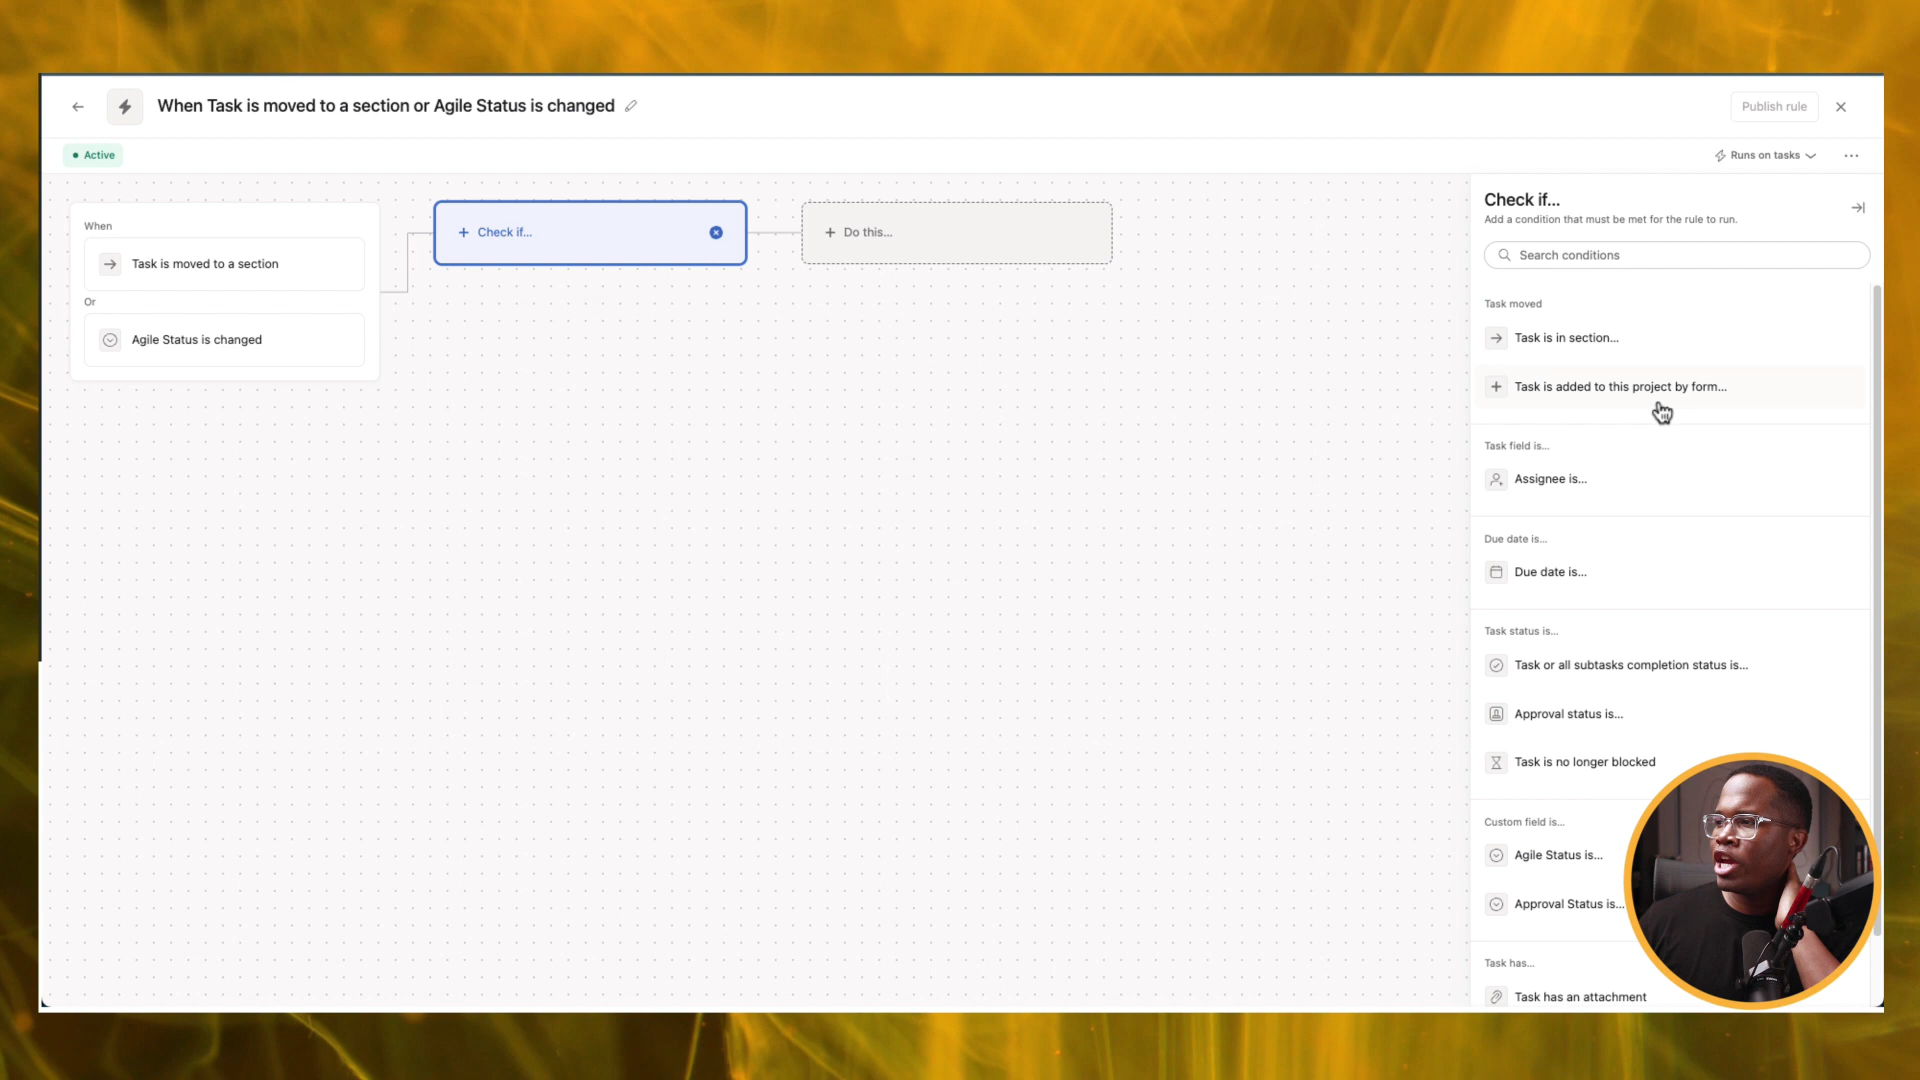 When Task is moved to a section or Agile Status is changed
Publish rule
Active
Runs on tasks
When
Task is moved to a section
Or
Agile Status is changed
Check if...
Do this...
Check if...
Add a condition that must be met for the rule to run.
Search conditions
Task moved
Task is in section...
Task is added to this project by form...
Task field is...
Assignee is...
Due date is...
Due date is...
Task status is...
Task or all subtasks completion status is...
Approval status is...
Task is no longer blocked
Custom field is...
Agile Status is...
Approval Status is...
Task has...
Task has an attachment